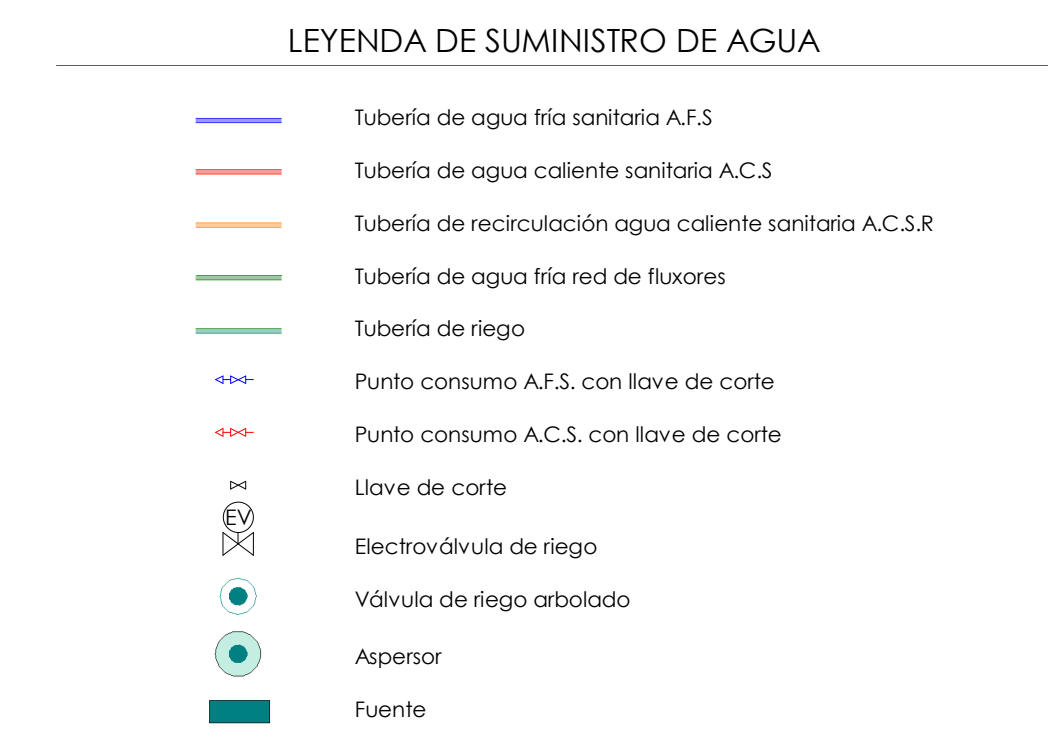 LEYENDA DE SUMINISTRO DE AGUA
Tubería de agua fría sanitaria A.F.S
Tubería de agua caliente sanitaria A.C.S
Tubería de recirculación agua caliente sanitaria A.C.S.R
Tubería de agua fría red de fluxores
Tubería de riego
Punto consumo A.F.S. con llave de corte
Punto consumo A.C.S. con llave de corte
Llave de corte
EV
Electroválvula de riego
Válvula de riego arbolado
Aspersor
Fuente